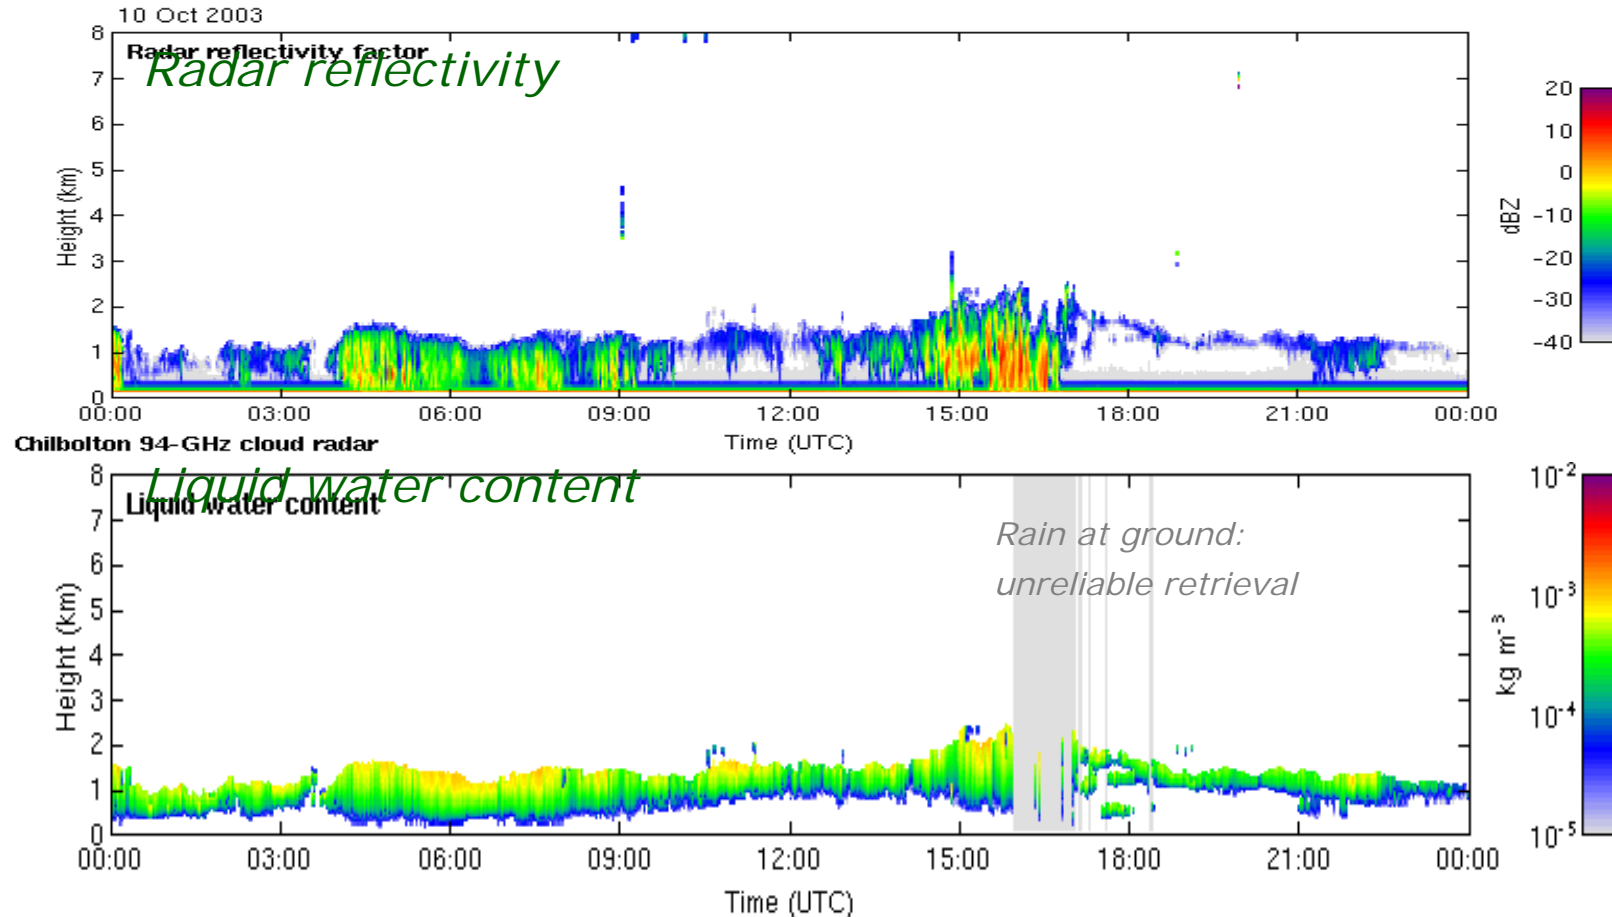 10 Oct 2003
Radar reflectivity factor
Radar reflectivity
8
7
6
5
4
3
2
1
0
Height (km)
00:00 03:00 06:00 09:00 12:00 15:00 18:00 21:00 00:00
Time (UTC)
20
10
0
-10
-20
-30
-40
dBZ
Chilbolton 94-GHz cloud radar
Liquid water content
Liquid water content
Rain at ground:
unreliable retrieval
8
7
6
5
4
3
2
1
0
Height (km)
00:00 03:00 06:00 09:00 12:00 15:00 18:00 21:00 00:00
Time (UTC)
10⁻²
10⁻³
10⁻⁴
10⁻⁵
kg m⁻³